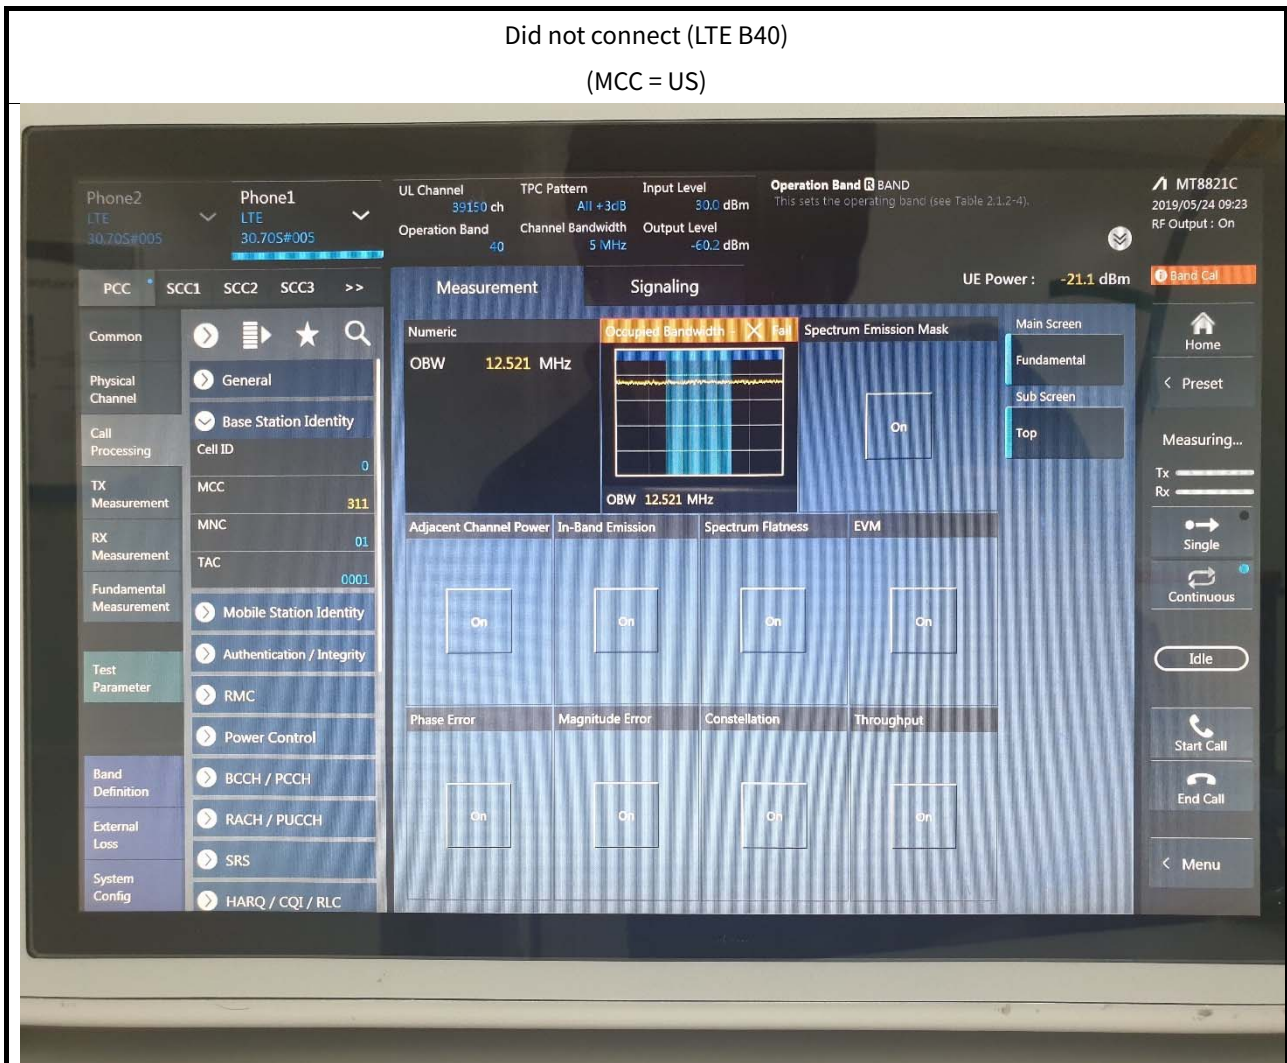 Did not connect (LTE B40)
(MCC = US)
Phone2
LTE
30.70S#005
Phone1
LTE
30.70S#005
UL Channel
39150 ch
Operation Band
40
TPC Pattern
All +3dB
Channel Bandwidth
5 MHz
Input Level
30.0 dBm
Output Level
-60.2 dBm
Operation Band R BAND
This sets the operating band (see Table 2.1.2-4).
MT8821C
2019/05/24 09:23
RF Output : On
PCC
SCC1
SCC2
SCC3
>>
Measurement
Signaling
UE Power : -21.1 dBm
Band Cal
Common
Physical
Channel
Call
Processing
TX
Measurement
RX
Measurement
Fundamental
Measurement
Test
Parameter
Band
Definition
External
Loss
System
Config
General
Base Station Identity
Cell ID
0
MCC
311
MNC
01
TAC
0001
Mobile Station Identity
Authentication / Integrity
RMC
Power Control
BCCH / PCCH
RACH / PUCCH
SRS
HARQ / CQI / RLC
Numeric
OBW 12.521 MHz
Occupied Bandwidth - Fail
OBW 12.521 MHz
Spectrum Emission Mask
On
Adjacent Channel Power
On
In-Band Emission
On
Spectrum Flatness
On
EVM
On
Phase Error
On
Magnitude Error
On
Constellation
On
Throughput
On
Main Screen
Fundamental
Sub Screen
Top
Home
< Preset
Measuring...
Tx
Rx
Single
Continuous
Idle
Start Call
End Call
< Menu